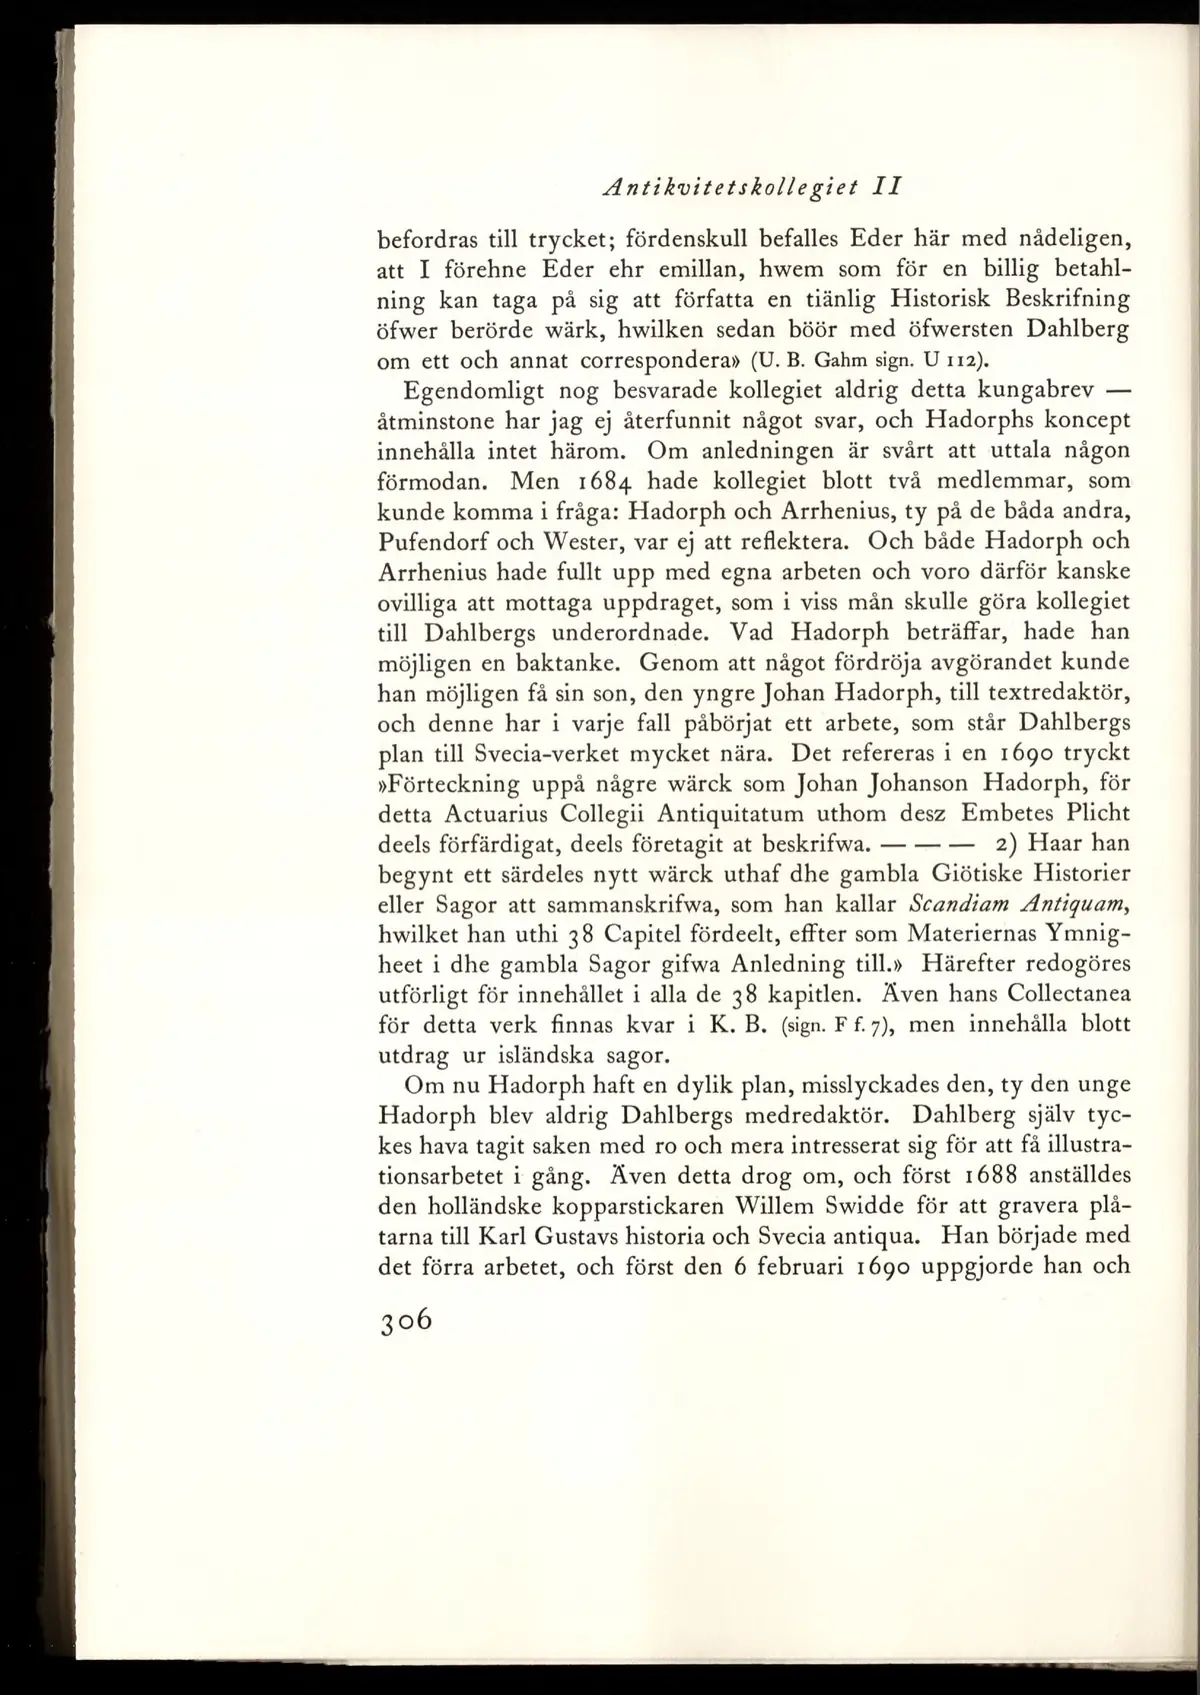 Antikvitetskollegiet II
befordras till trycket; fördenskull befalles Eder här med nådeligen,
att I förehne Eder ehr emillan, hwem som för en billig betahl-
ning kan taga på sig att författa en tiänlig Historisk Beskrifning
öfwer berörde wärk, hwilken sedan böör med öfwersten Dahlberg
om ett och annat correspondera» (U. B. Gahm sign. U 112).
Egendomligt nog besvarade kollegiet aldrig detta kungabrev —
åtminstone har jag ej återfunnit något svar, och Hadorphs koncept
innehålla intet härom. Om anledningen är svårt att uttala någon
förmodan. Men 1684 hade kollegiet blott två medlemmar, som
kunde komma i fråga: Hadorph och Arrhenius, ty på de båda andra,
Pufendorf och Wester, var ej att reflektera. Och både Hadorph och
Arrhenius hade fullt upp med egna arbeten och voro därför kanske
ovilliga att mottaga uppdraget, som i viss mån skulle göra kollegiet
till Dahlbergs underordnade. Vad Hadorph beträffar, hade han
möjligen en baktanke. Genom att något fördröja avgörandet kunde
han möjligen få sin son, den yngre Johan Hadorph, till textredaktör,
och denne har i varje fall påbörjat ett arbete, som står Dahlbergs
plan till Svecia-verket mycket nära. Det refereras i en 1690 tryckt
»Förteckning uppå någre wärck som Johan Johanson Hadorph, för
detta Actuarius Collegii Antiquitatum uthom desz Embetes Plicht
deels förfärdigat, deels företagit at beskrifwa. — — — 2) Haar han
begynt ett särdeles nytt wärck uthaf dhe gambla Giötiske Historier
eller Sagor att sammanskrifwa, som han kallar Scandiam Antiquam,
hwilket han uthi 38 Capitel fördeelt, effter som Materiernas Ymnig-
heet i dhe gambla Sagor gifwa Anledning till.» Härefter redogöres
utförligt för innehållet i alla de 38 kapitlen. Även hans Collectanea
för detta verk finnas kvar i K. B. (sign. F f. 7), men innehålla blott
utdrag ur isländska sagor.
Om nu Hadorph haft en dylik plan, misslyckades den, ty den unge
Hadorph blev aldrig Dahlbergs medredaktör. Dahlberg själv tyc-
kes hava tagit saken med ro och mera intresserat sig för att få illustra-
tionsarbetet i gång. Även detta drog om, och först 1688 anställdes
den holländske kopparstickaren Willem Swidde för att gravera plå-
tarna till Karl Gustavs historia och Svecia antiqua. Han började med
det förra arbetet, och först den 6 februari 1690 uppgjorde han och
306